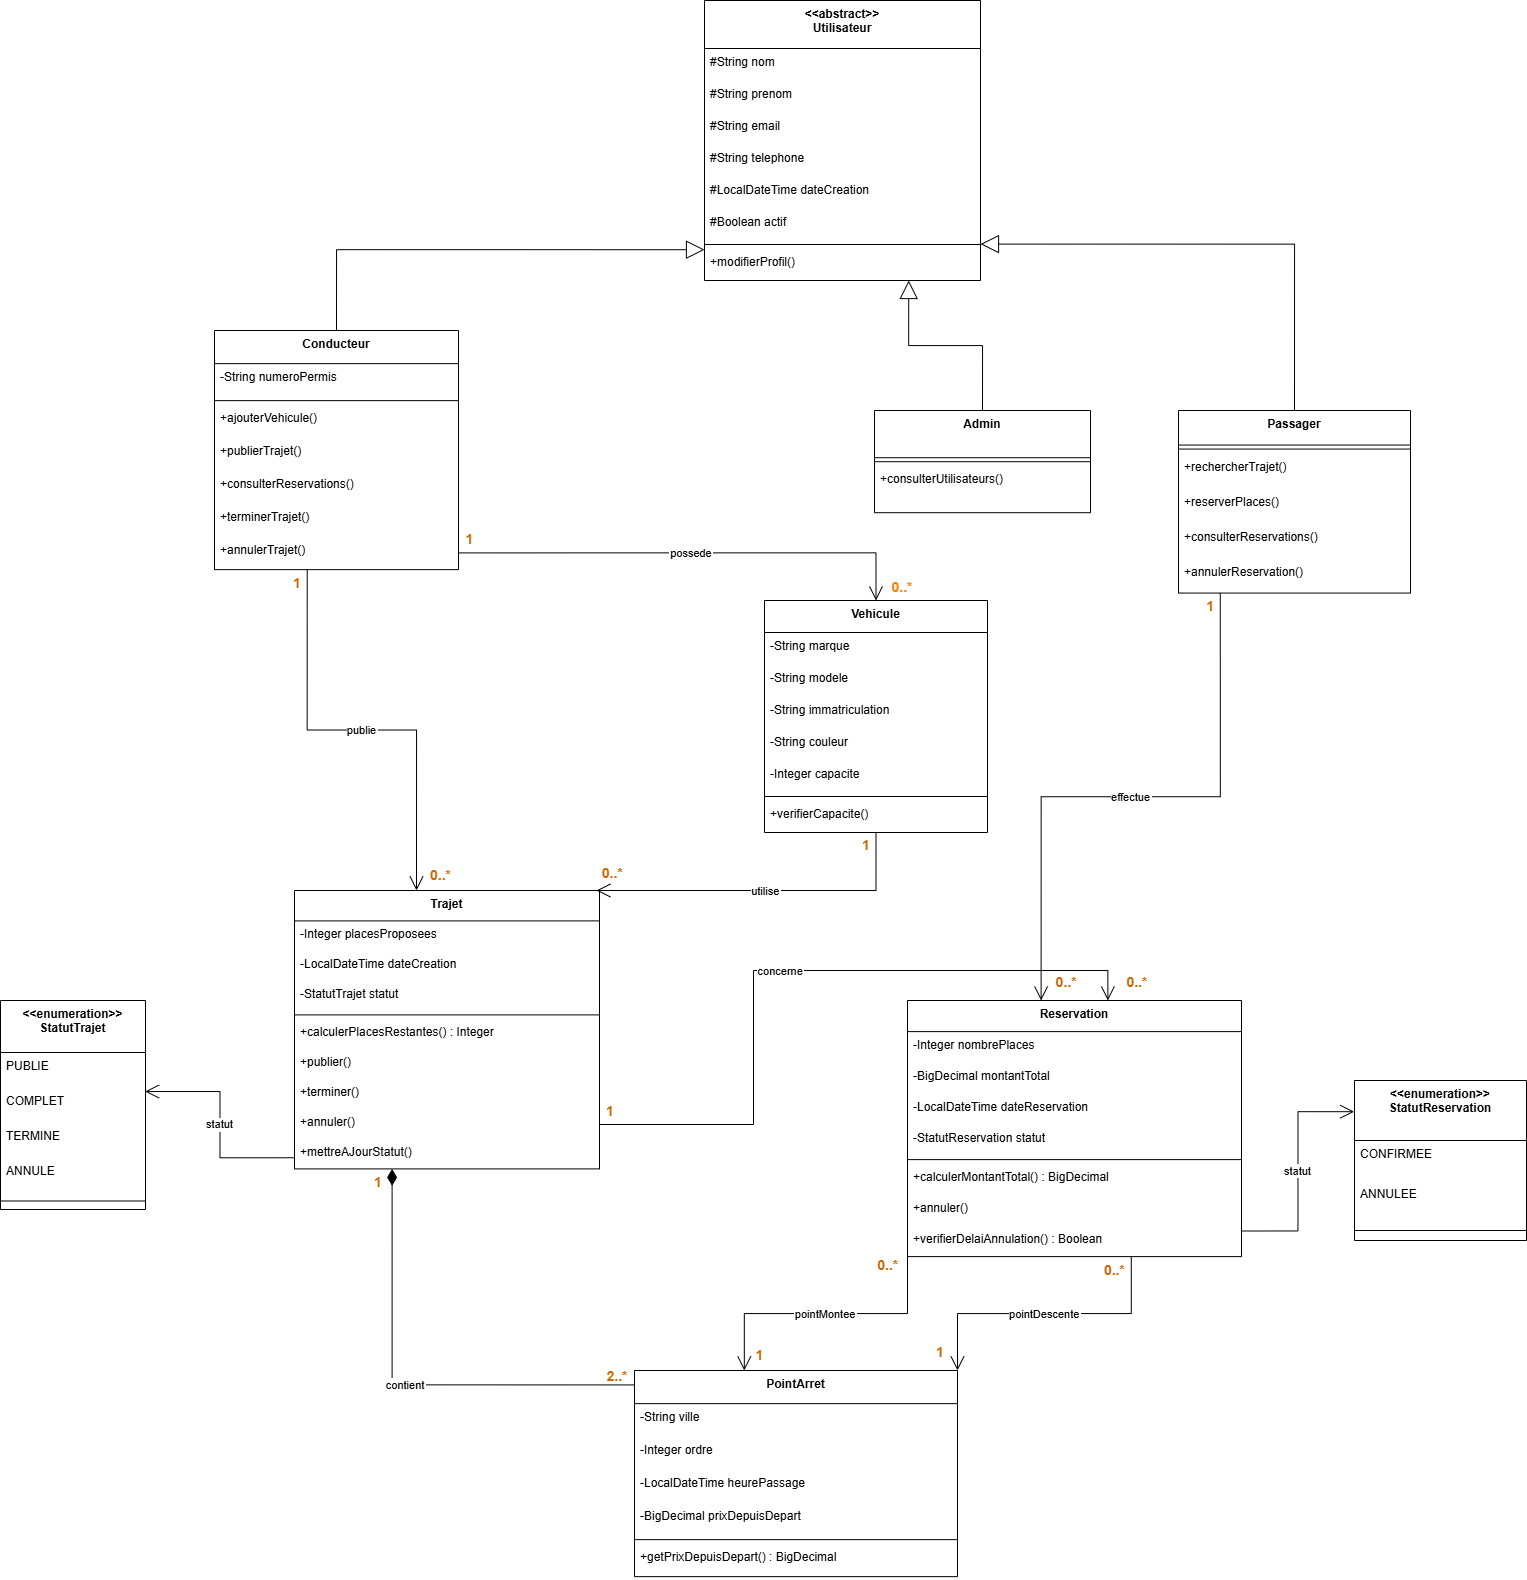 <<abstract>>
Utilisateur
#String nom
#String prenom
#String email
#String telephone
#LocalDateTime dateCreation
#Boolean actif
+modifierProfil()
Conducteur
-String numeroPermis
+ajouterVehicule()
+publierTrajet()
+consulterReservations()
+terminerTrajet()
+annulerTrajet()
Admin
+consulterUtilisateurs()
Passager
+rechercherTrajet()
+reserverPlaces()
+consulterReservations()
+annulerReservation()
1
possede
0..*
1
1
Vehicule
-String marque
-String modele
-String immatriculation
-String couleur
-Integer capacite
+verifierCapacite()
publie
effectue
1
0..*
0..*
utilise
Trajet
-Integer placesProposees
-LocalDateTime dateCreation
-StatutTrajet statut
+calculerPlacesRestantes() : Integer
+publier()
+terminer()
+annuler()
+mettreAJourStatut()
concerne
0..*
0..*
1
<<enumeration>>
StatutTrajet
PUBLIE
COMPLET
TERMINE
ANNULE
statut
Reservation
-Integer nombrePlaces
-BigDecimal montantTotal
-LocalDateTime dateReservation
-StatutReservation statut
+calculerMontantTotal() : BigDecimal
+annuler()
+verifierDelaiAnnulation() : Boolean
<<enumeration>>
StatutReservation
CONFIRMEE
ANNULEE
statut
1
0..*
0..*
pointMontee
pointDescente
1
1
contient
2..*
PointArret
-String ville
-Integer ordre
-LocalDateTime heurePassage
-BigDecimal prixDepuisDepart
+getPrixDepuisDepart() : BigDecimal